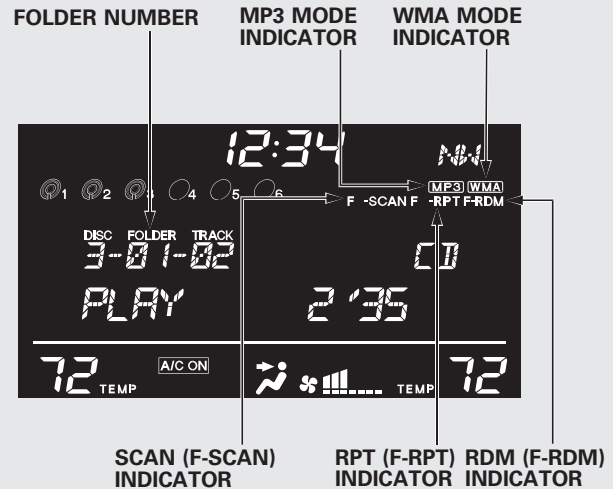 FOLDER NUMBER
MP3 MODE INDICATOR
WMA MODE INDICATOR
12:34
NW
1 2 3 4 5 6
MP3 WMA
F -SCAN F -RPT F-RDM
DISC FOLDER TRACK
3-01-02
CD
PLAY
2'35
72 TEMP
A/C ON
TEMP 72
SCAN (F-SCAN) INDICATOR
RPT (F-RPT) INDICATOR
RDM (F-RDM) INDICATOR